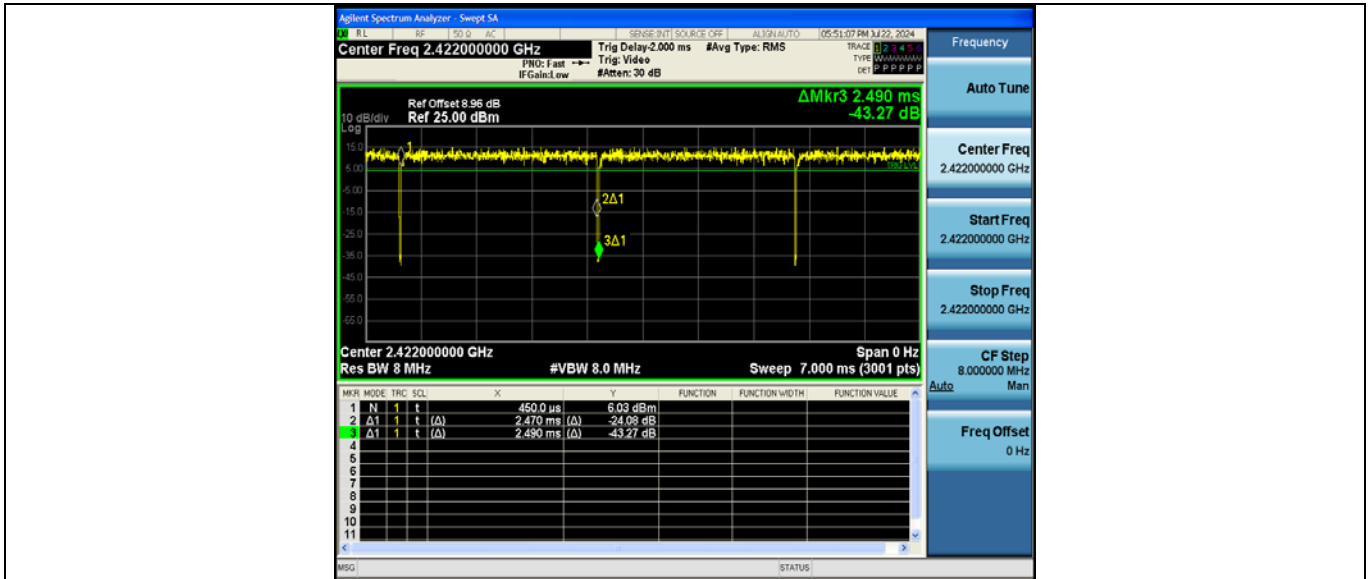 Agilent Spectrum Analyzer - Swept SA
RL RF 50 Ω AC SENSE:INT SOURCE OFF ALIGN AUTO 05:51:07 PM Jul 22, 2024
Center Freq 2.422000000 GHz
Trig Delay-2.000 ms #Avg Type: RMS
PNO: Fast Trig: Video
IFGain:Low #Atten: 30 dB
TRACE 1 2 3 4 5 6
TYPE
DET P P P P P P
Frequency
ΔMkr3 2.490 ms
-43.27 dB
Ref Offset 8.96 dB
10 dB/div Ref 25.00 dBm
Log
15.0
5.00
-5.00
-15.0
-25.0
-35.0
-45.0
-55.0
-65.0
1
TRIG LVL
2Δ1
3Δ1
Center 2.422000000 GHz Span 0 Hz
Res BW 8 MHz #VBW 8.0 MHz Sweep 7.000 ms (3001 pts)
MKR MODE TRC SCL X Y FUNCTION FUNCTION WIDTH FUNCTION VALUE
1 N 1 t 450.0 µs 6.03 dBm
2 Δ1 1 t (Δ) 2.470 ms (Δ) -24.08 dB
3 Δ1 1 t (Δ) 2.490 ms (Δ) -43.27 dB
4
5
6
7
8
9
10
11
MSG STATUS
Auto Tune
Center Freq
2.422000000 GHz
Start Freq
2.422000000 GHz
Stop Freq
2.422000000 GHz
CF Step
8.000000 MHz
Auto Man
Freq Offset
0 Hz